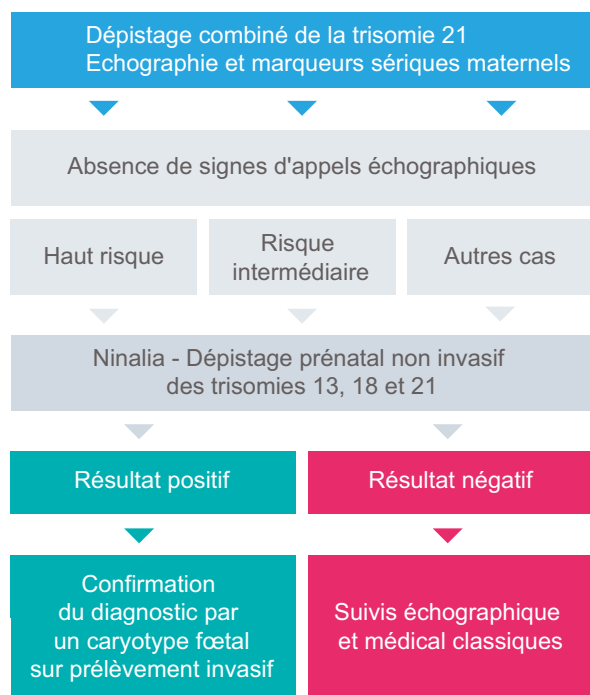 Dépistage combiné de la trisomie 21
Echographie et marqueurs sériques maternels
Absence de signes d'appels échographiques
Haut risque
Risque
intermédiaire
Autres cas
Ninalia - Dépistage prénatal non invasif
des trisomies 13, 18 et 21
Résultat positif
Résultat négatif
Confirmation
du diagnostic par
un caryotype fœtal
sur prélèvement invasif
Suivis échographique
et médical classiques